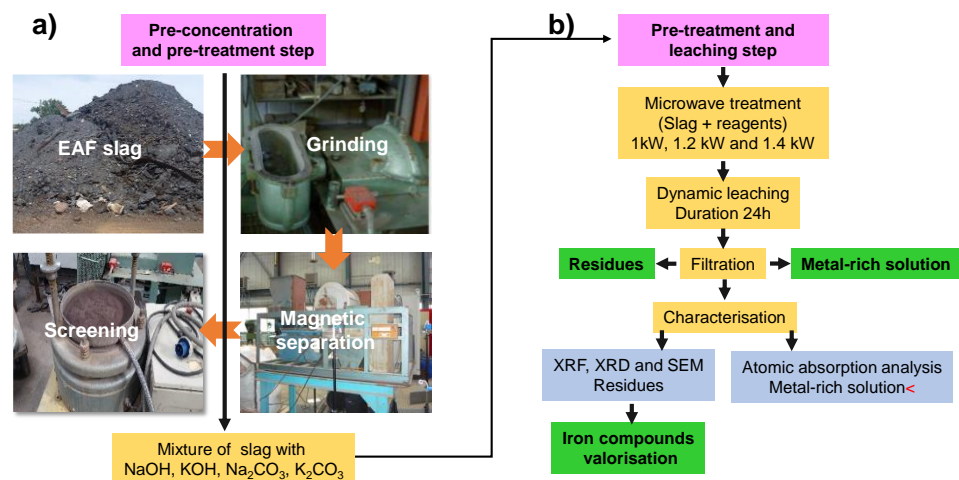 a)
Pre-concentration
and pre-treatment step
EAF slag
Grinding
Screening
Magnetic
separation
Mixture of slag with
NaOH, KOH, Na₂CO₃, K₂CO₃
b)
Pre-treatment and
leaching step
Microwave treatment
(Slag + reagents)
1kW, 1.2 kW and 1.4 kW
Dynamic leaching
Duration 24h
Residues
Filtration
Metal-rich solution
Characterisation
XRF, XRD and SEM
Residues
Atomic absorption analysis
Metal-rich solution<
Iron compounds
valorisation